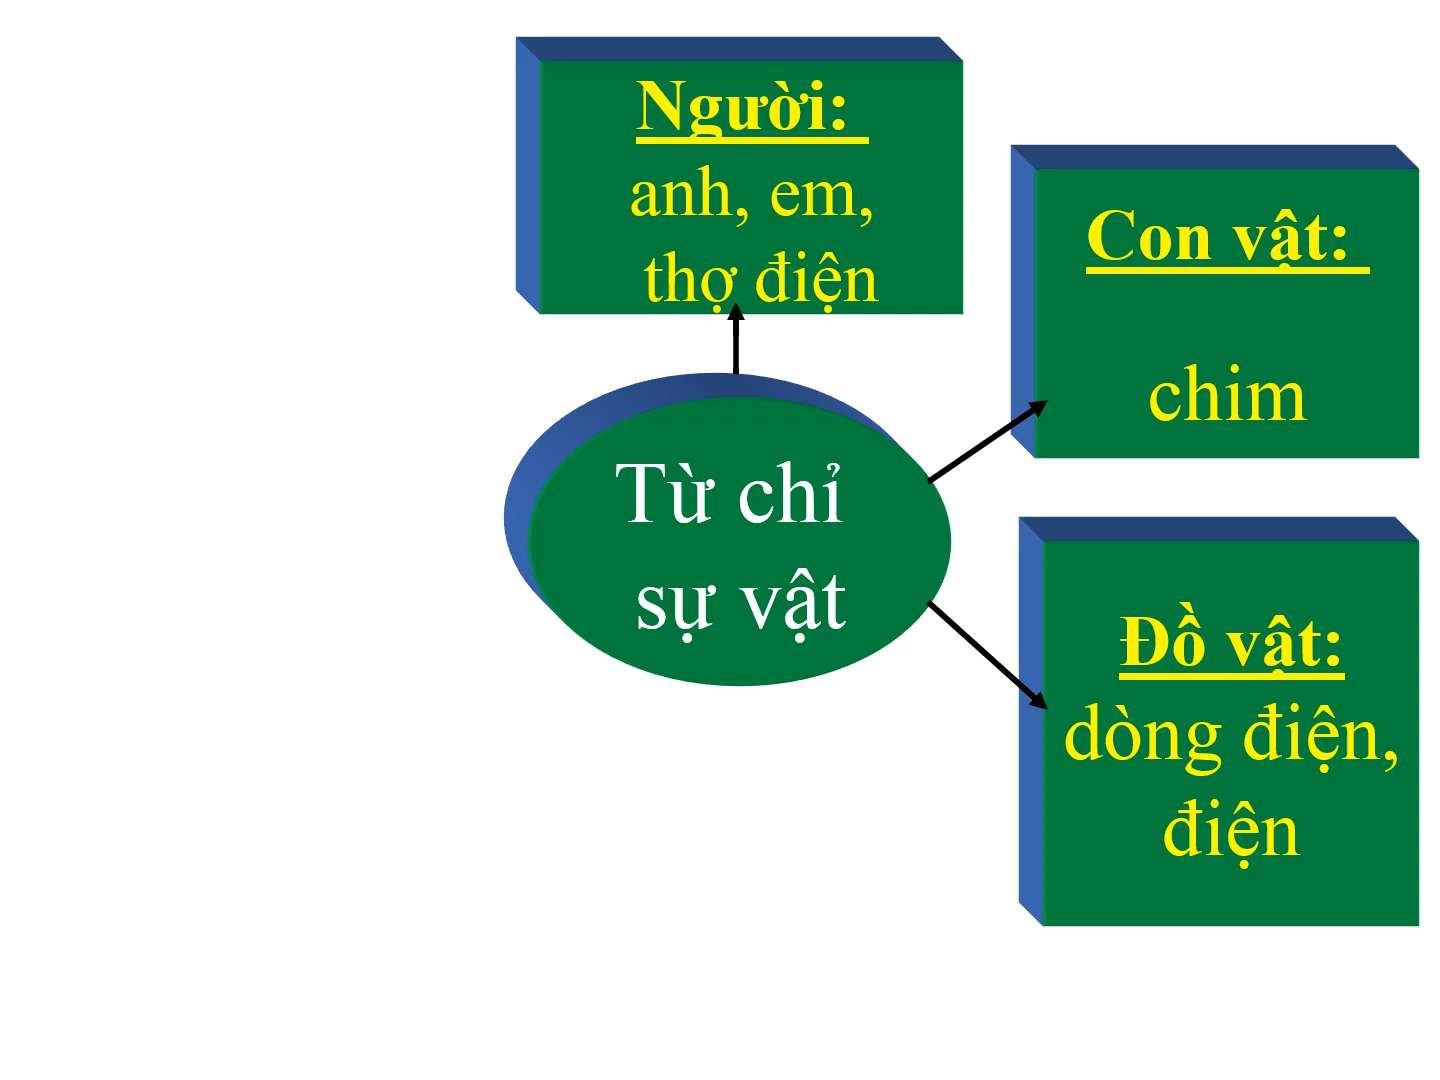 Người:
anh, em,
thợ điện
Con vật:
chim
Từ chỉ
sự vật
Đồ vật:
dòng điện,
điện